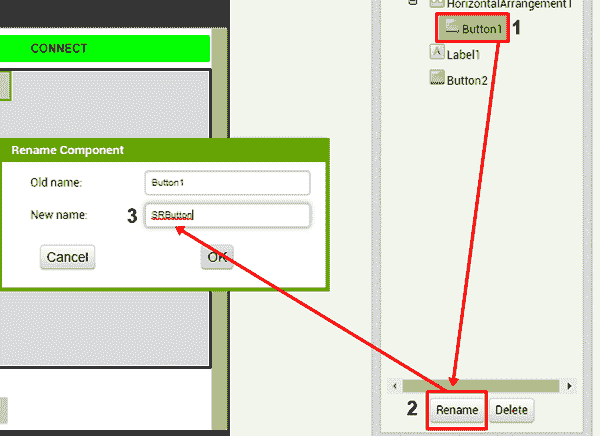 HorizontalArrangement1
CONNECT
Button1
1
Label1
Button2
Rename Component
Old name:
Button1
New name:
3
SRButton
Cancel
OK
2
Rename
Delete